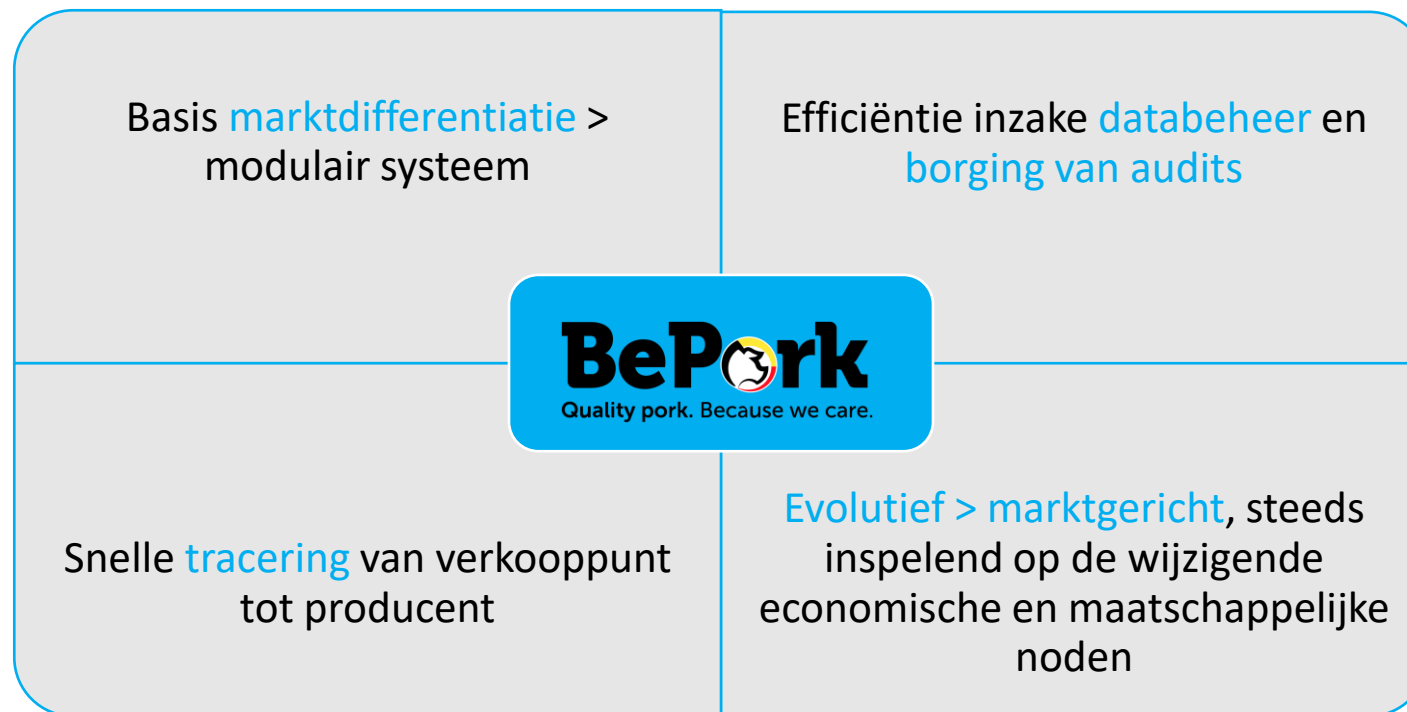 Basis marktdifferentiatie >
modulair systeem
Efficiëntie inzake databeheer en
borging van audits
BePork
Quality pork. Because we care.
Snelle tracering van verkooppunt
tot producent
Evolutief > marktgericht, steeds
inspelend op de wijzigende
economische en maatschappelijke
noden